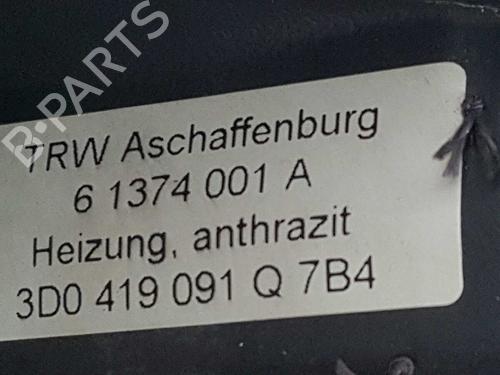 B-PARTS
TRW Aschaffenburg
6 1374 001 A
Heizung, anthrazit
3D0 419 091 Q 7B4